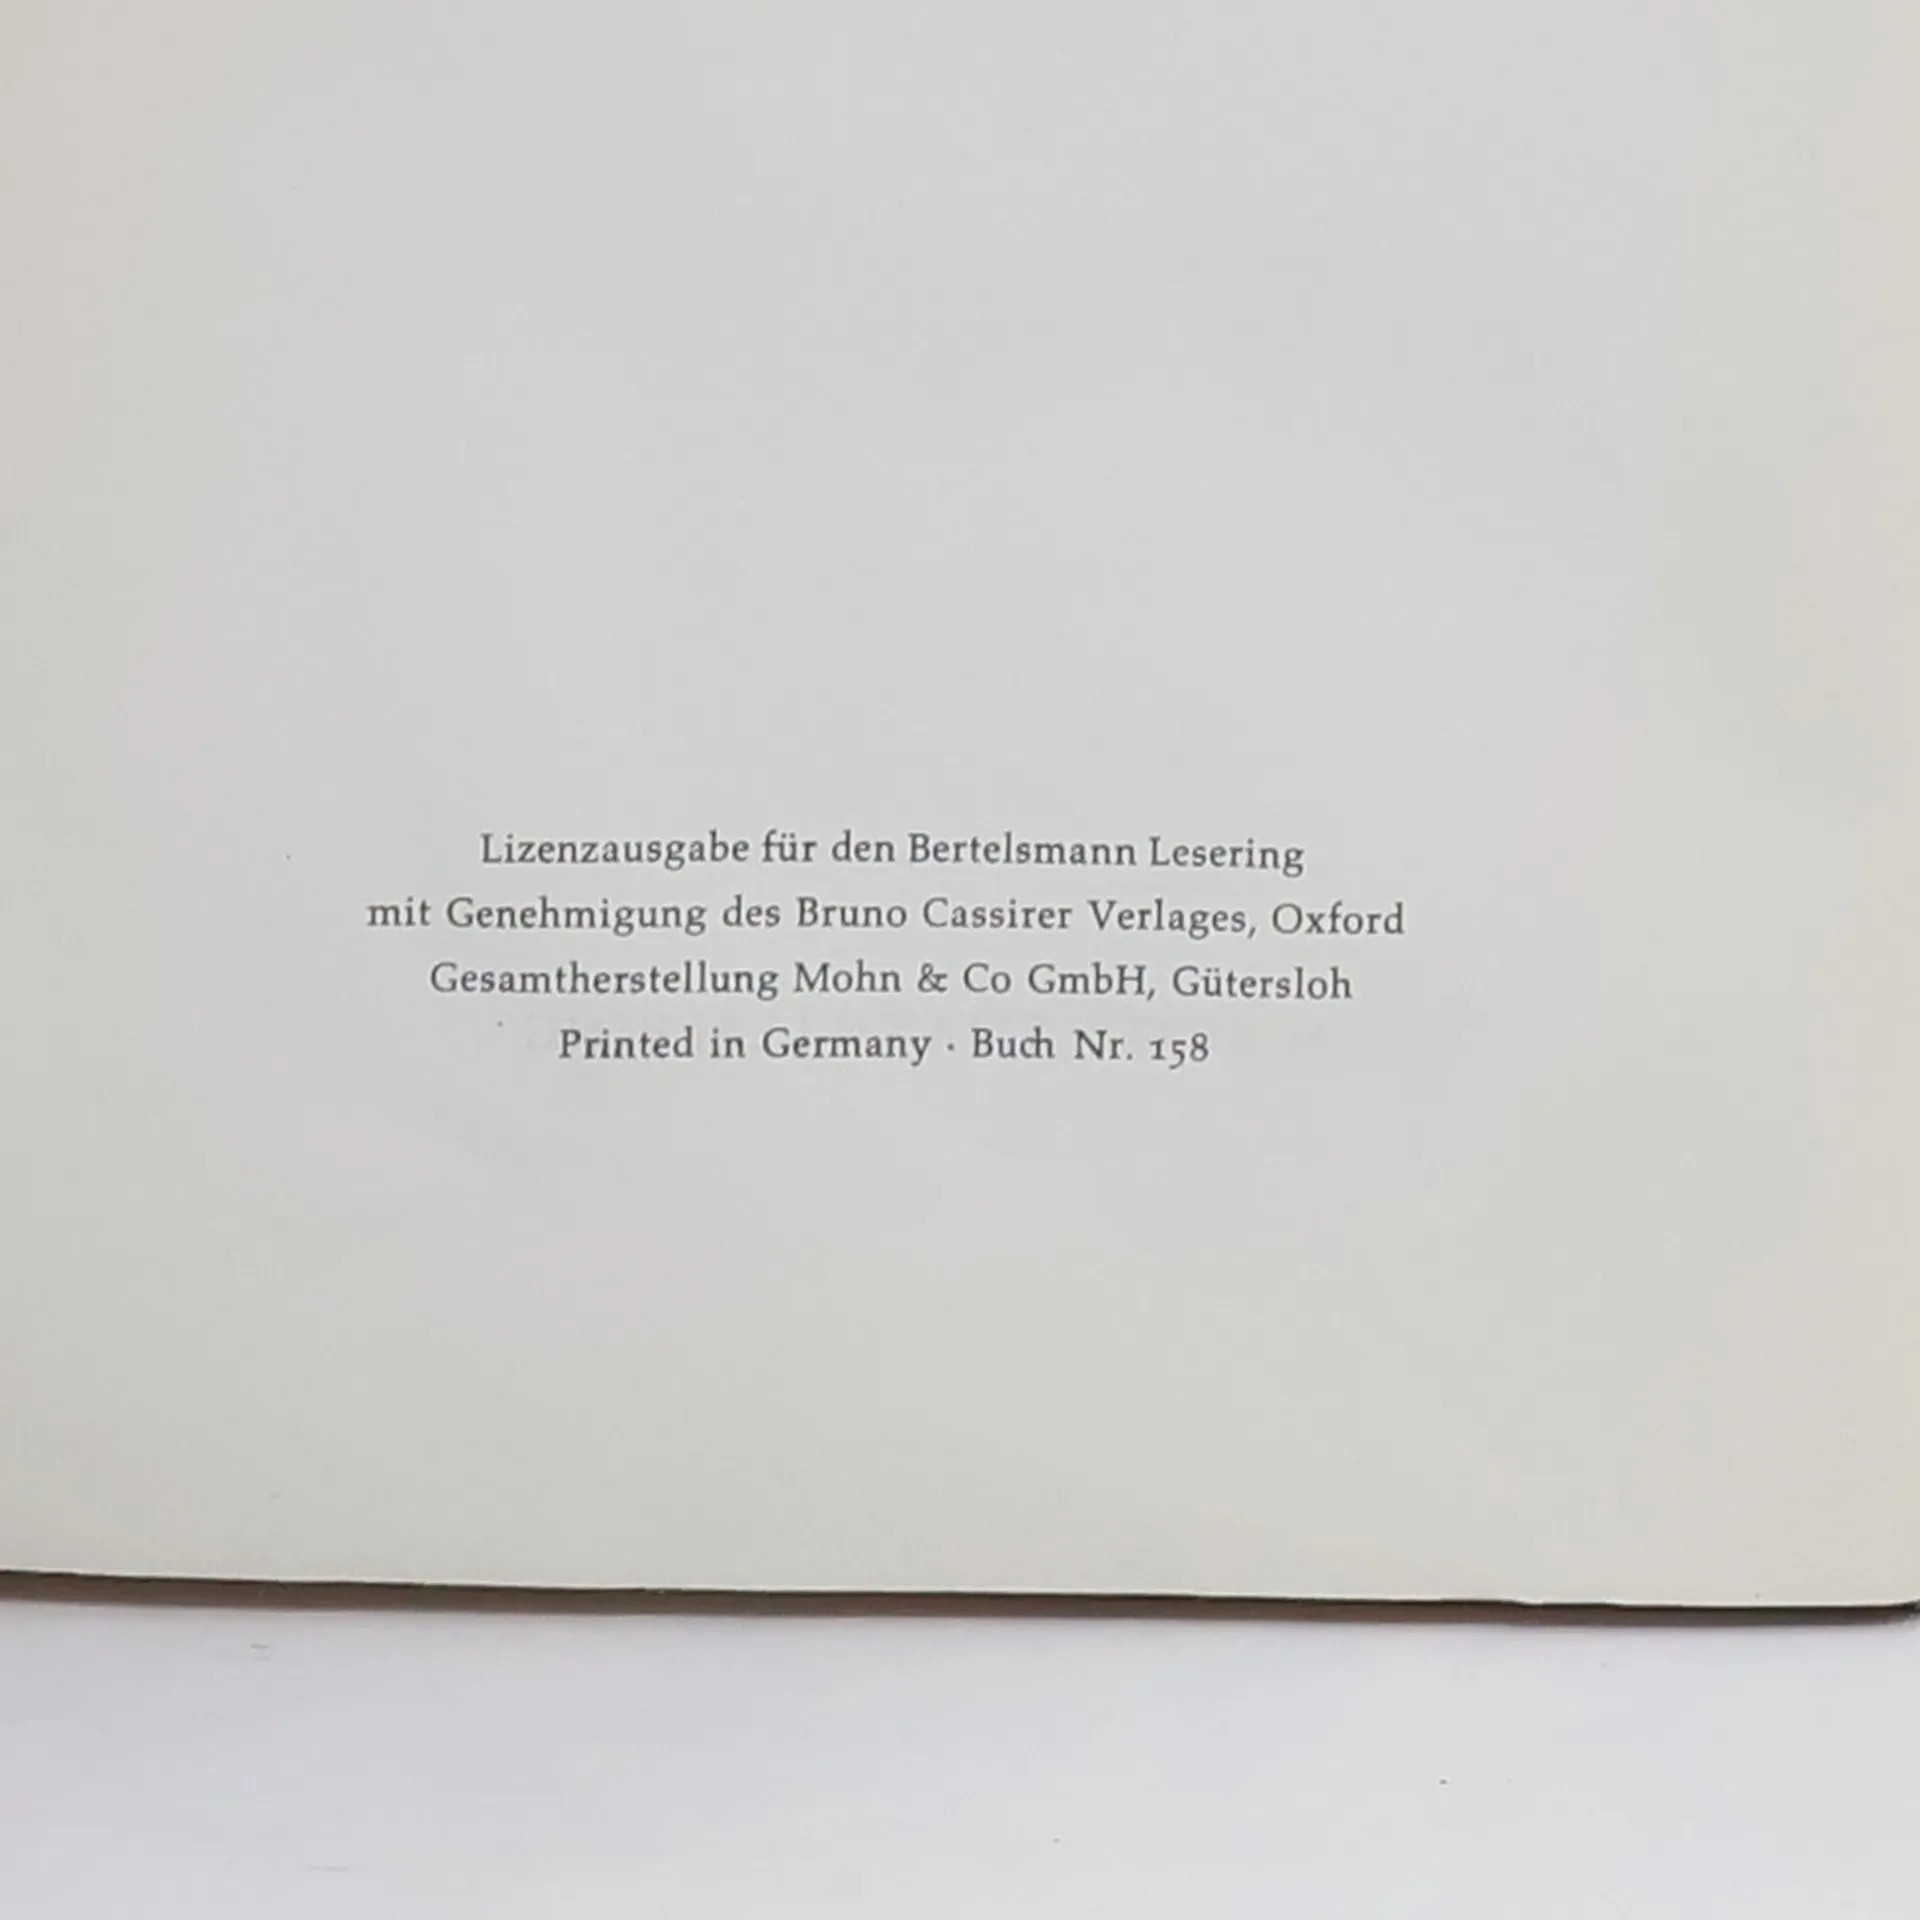 Lizenzausgabe für den Bertelsmann Lesering
mit Genehmigung des Bruno Cassirer Verlages, Oxford
Gesamtherstellung Mohn & Co GmbH, Gütersloh
Printed in Germany · Buch Nr. 158